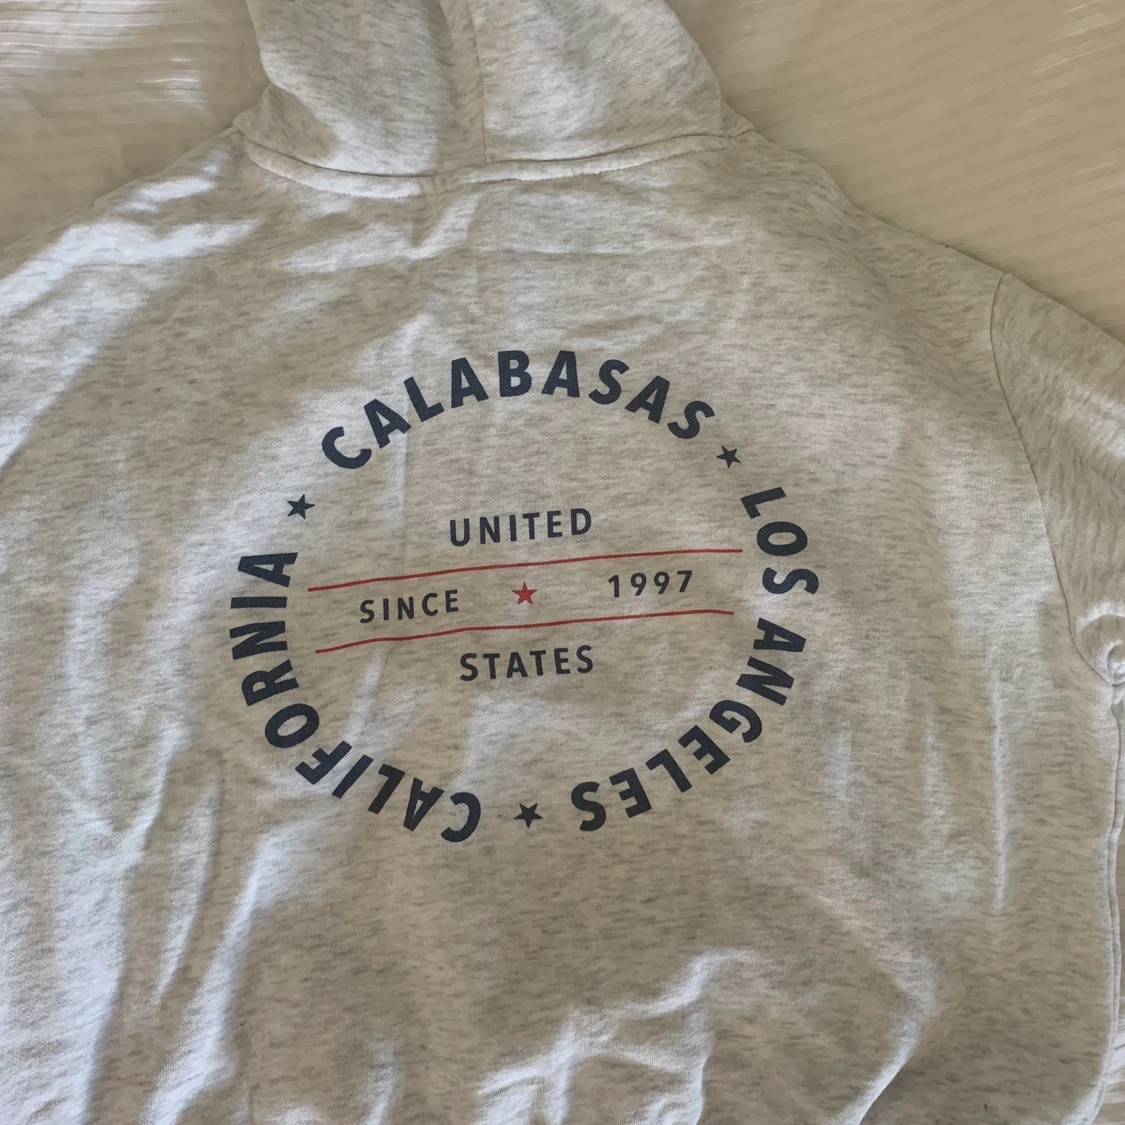 CALABASAS ★ LOS ANGELES ★ CALIFORNIA ★
UNITED
SINCE ★ 1997
STATES